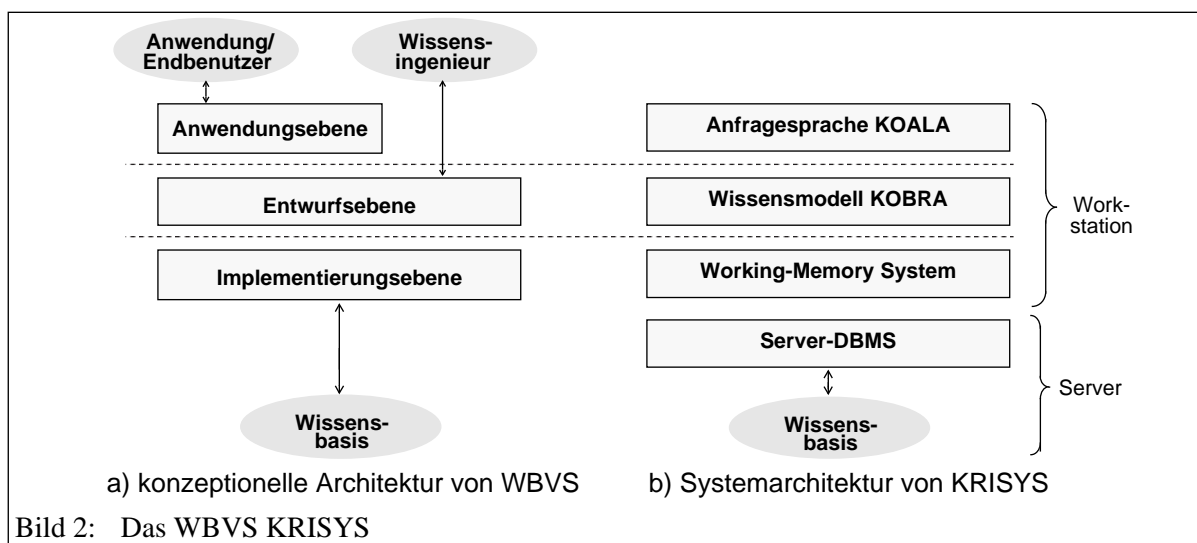 Anwendung/
Endbenutzer
Wissens-
ingenieur
Anwendungsebene
Entwurfsebene
Implementierungsebene
Wissens-
basis
a) konzeptionelle Architektur von WBVS
Anfragesprache KOALA
Wissensmodell KOBRA
Working-Memory System
Work-
station
Server-DBMS
Server
Wissens-
basis
b) Systemarchitektur von KRISYS
Bild 2: Das WBVS KRISYS